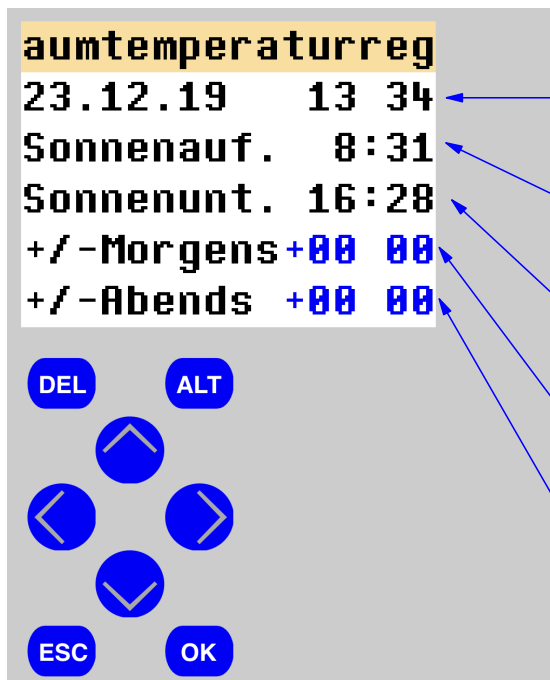 aumtemperaturreg
23.12.19 13 34
Sonnenauf. 8:31
Sonnenunt. 16:28
+/-Morgens+00 00
+/-Abends +00 00
DEL ALT
ESC OK